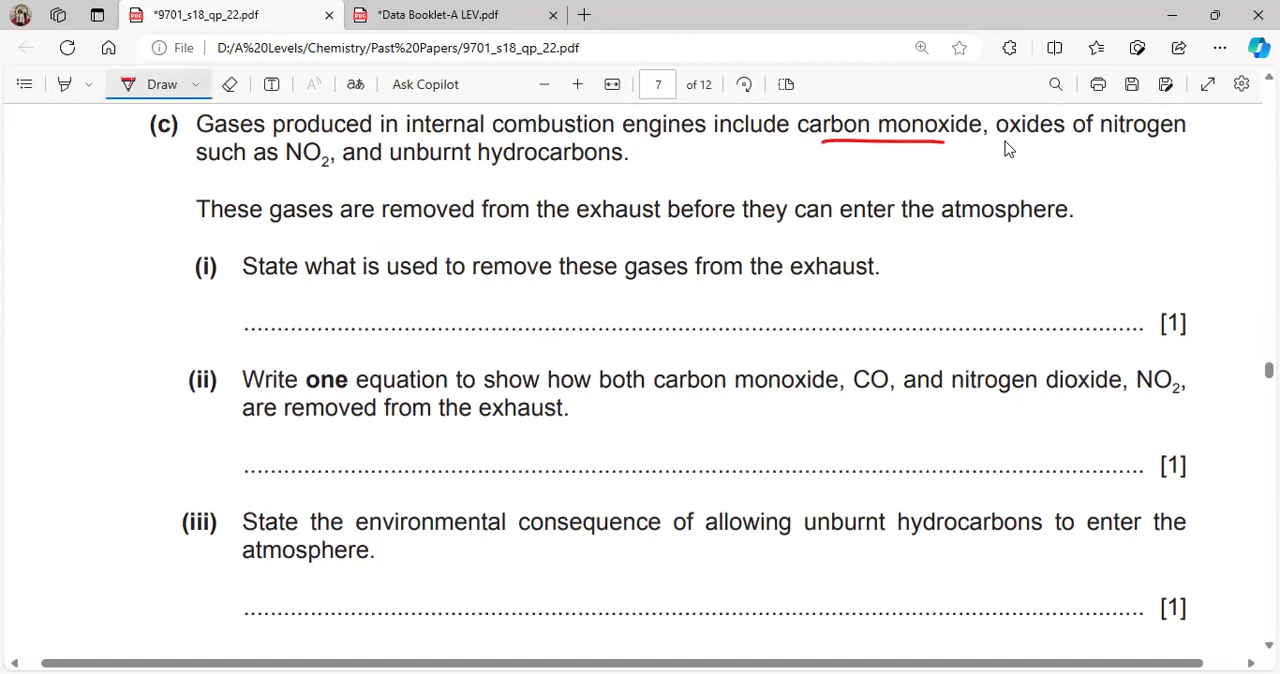 *9701_s18_qp_22.pdf
*Data Booklet-A LEV.pdf
File D:/A%20Levels/Chemistry/Past%20Papers/9701_s18_qp_22.pdf
Draw
aあ
Ask Copilot
7 of 12
(c) Gases produced in internal combustion engines include carbon monoxide, oxides of nitrogen
such as NO2, and unburnt hydrocarbons.
These gases are removed from the exhaust before they can enter the atmosphere.
(i) State what is used to remove these gases from the exhaust.
...................................................................................................................................... [1]
(ii) Write one equation to show how both carbon monoxide, CO, and nitrogen dioxide, NO2,
are removed from the exhaust.
...................................................................................................................................... [1]
(iii) State the environmental consequence of allowing unburnt hydrocarbons to enter the
atmosphere.
...................................................................................................................................... [1]